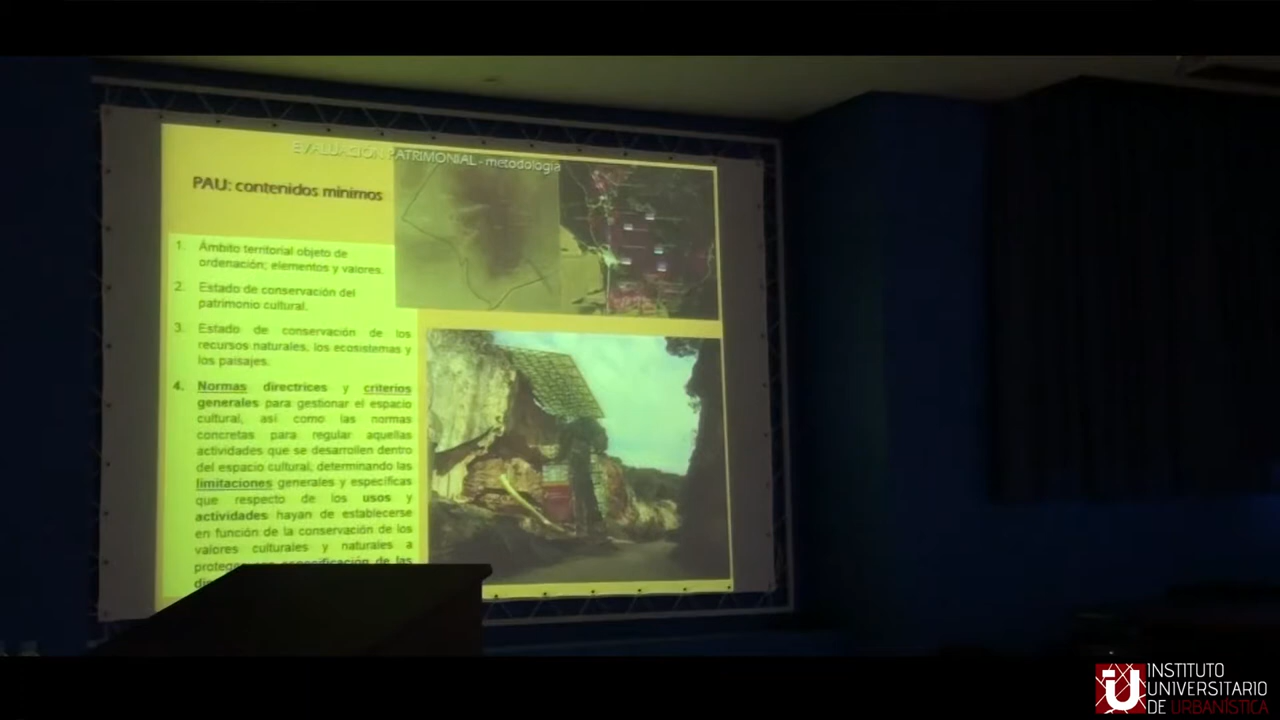 EVALUACIÓN PATRIMONIAL - metodología
PAU: contenidos mínimos
1. Ámbito territorial objeto de
ordenación; elementos y valores.
2. Estado de conservación del
patrimonio cultural.
3. Estado de conservación de los
recursos naturales, los ecosistemas y
los paisajes.
4. Normas directrices y criterios
generales para gestionar el espacio
cultural, así como las normas
concretas para regular aquellas
actividades que se desarrollen dentro
del espacio cultural, determinando las
limitaciones generales y específicas
que respecto de los usos y
actividades hayan de establecerse
en función de la conservación de los
valores culturales y naturales a
especificación de las
INSTITUTO
UNIVERSITARIO
DE URBANÍSTICA